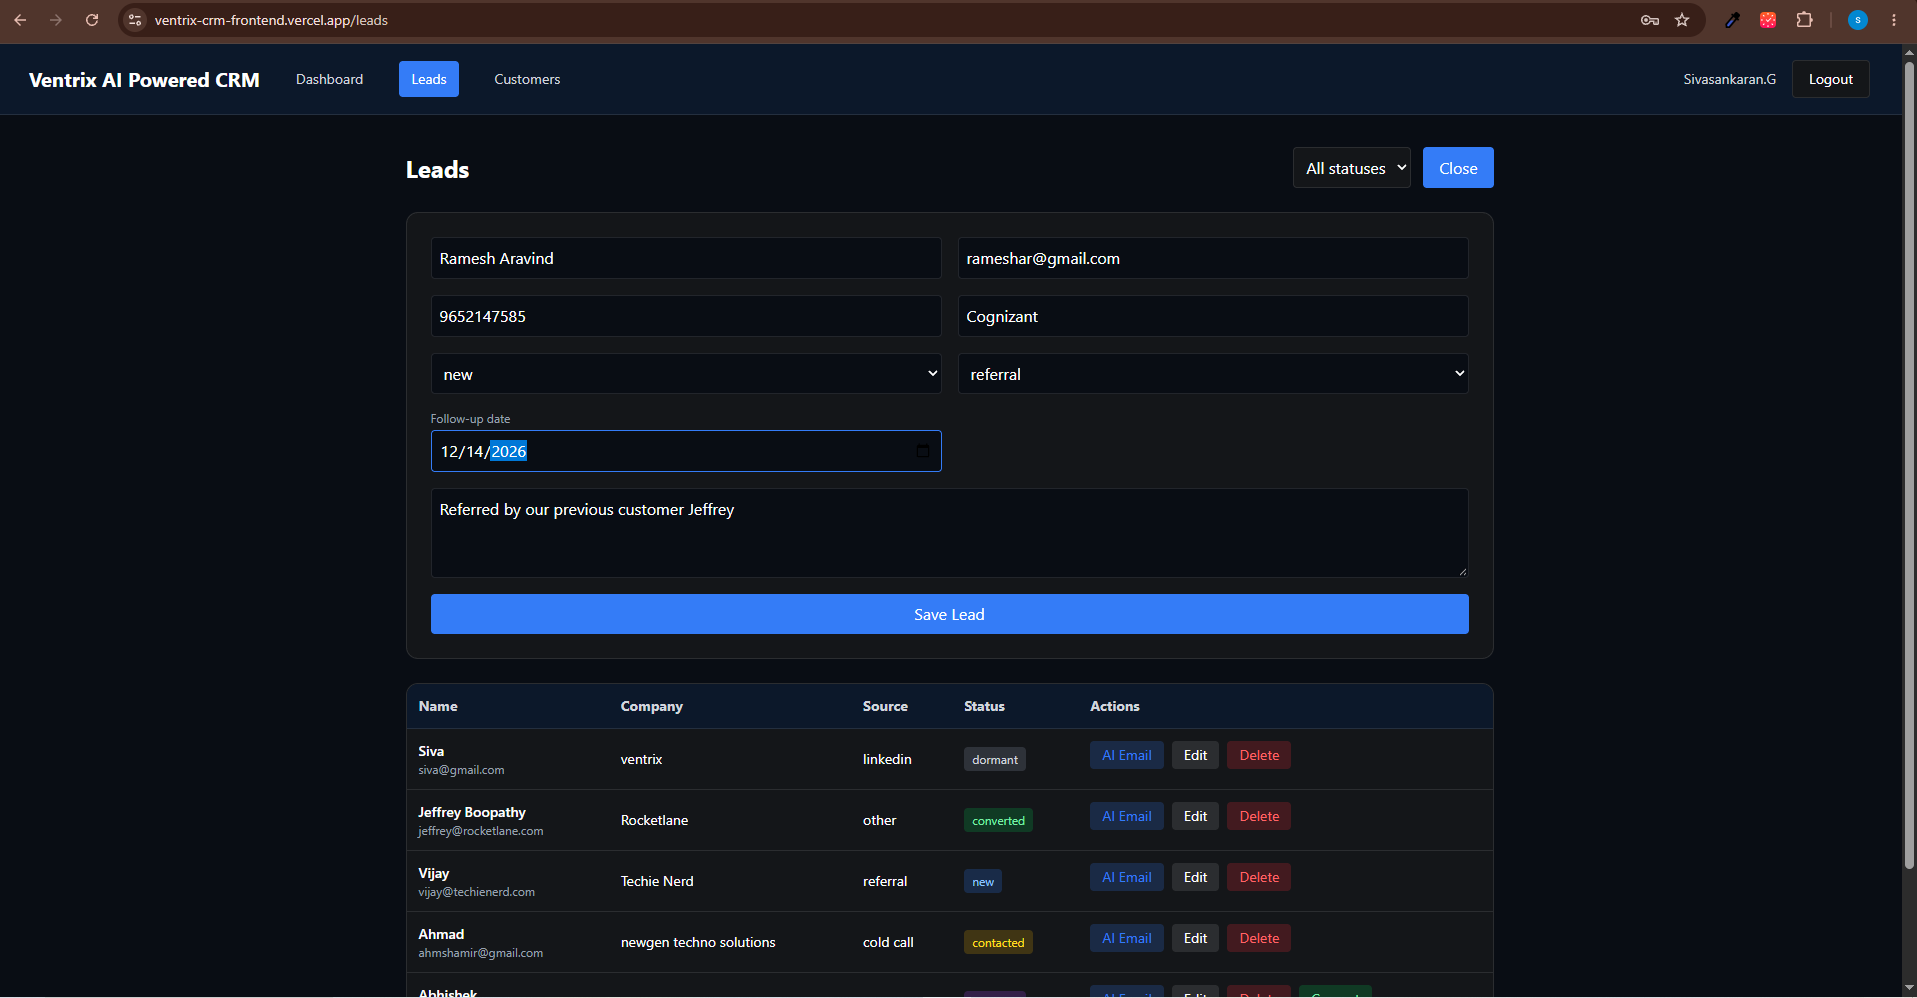 ventrix-crm-frontend.vercel.app/leads
S
Ventrix AI Powered CRM Dashboard Leads Customers Sivasankaran.G Logout
Leads All statuses Close
Ramesh Aravind rameshar@gmail.com
9652147585 Cognizant
new referral
Follow-up date
12/14/2026
Referred by our previous customer Jeffrey
Save Lead
Name Company Source Status Actions
Siva
siva@gmail.com
ventrix linkedin dormant AI Email Edit Delete
Jeffrey Boopathy
jeffrey@rocketlane.com
Rocketlane other converted AI Email Edit Delete
Vijay
vijay@techienerd.com
Techie Nerd referral new AI Email Edit Delete
Ahmad
ahmshamir@gmail.com
newgen techno solutions cold call contacted AI Email Edit Delete
Abhishek AI Email Edit Delete